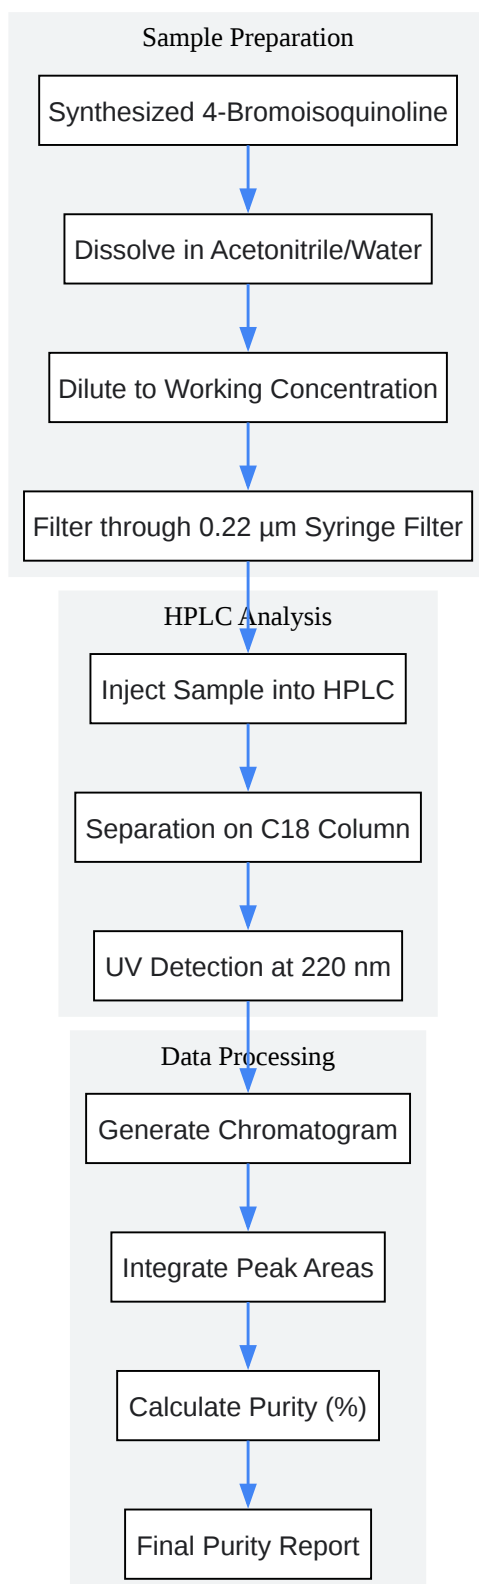 Sample Preparation
Synthesized 4-Bromoisoquinoline
Dissolve in Acetonitrile/Water
Dilute to Working Concentration
Filter through 0.22 µm Syringe Filter
HPLC Analysis
Inject Sample into HPLC
Separation on C18 Column
UV Detection at 220 nm
Data Processing
Generate Chromatogram
Integrate Peak Areas
Calculate Purity (%)
Final Purity Report